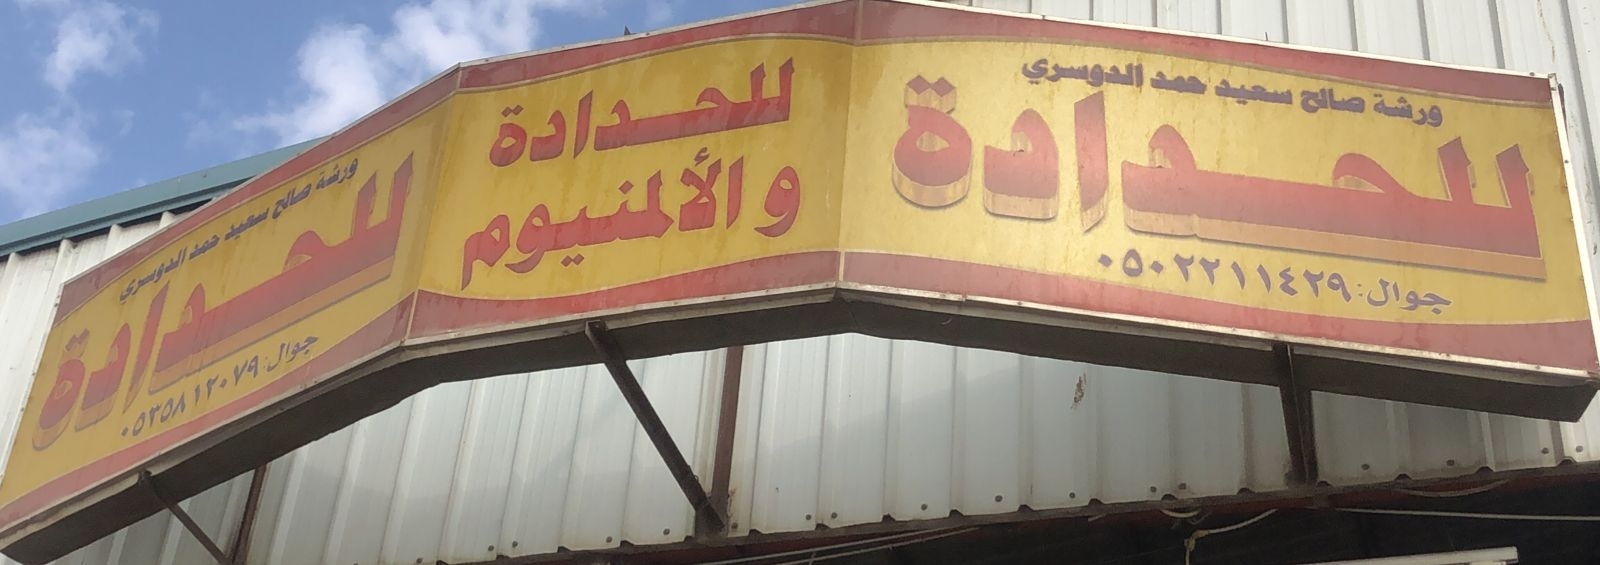 ورشة صالح سعيد حمد الدوسري
للحدادة
جوال: ٠٥٠٢٢١١٤٢٩
للحدادة
والألمنيوم
ورشة صالح سعيد حمد الدوسري
للحدادة
جوال: ٠٥٣٥٨١٢٠٧٩